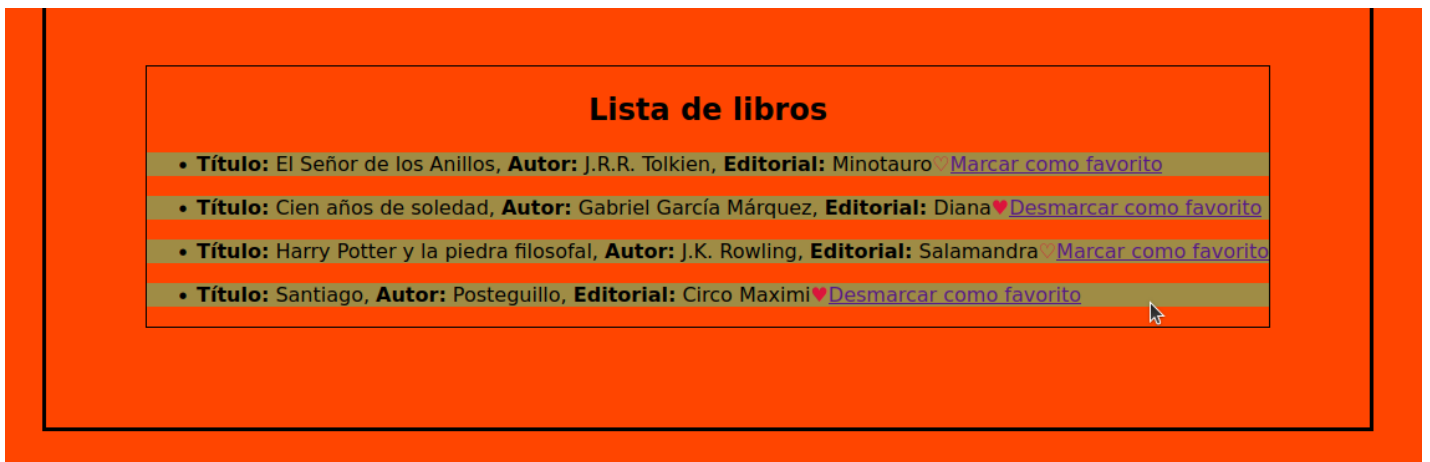 Lista de libros
• Título: El Señor de los Anillos, Autor: J.R.R. Tolkien, Editorial: Minotauro♡Marcar como favorito
• Título: Cien años de soledad, Autor: Gabriel García Márquez, Editorial: Diana♥Desmarcar como favorito
• Título: Harry Potter y la piedra filosofal, Autor: J.K. Rowling, Editorial: Salamandra♡Marcar como favorito
• Título: Santiago, Autor: Posteguillo, Editorial: Circo Maximi♥Desmarcar como favorito